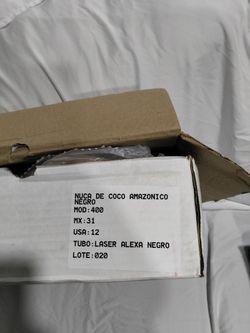 NUCA DE COCO AMAZONICO
NEGRO
MOD:400
MX:31
USA:12
TUBO:LASER ALEXA NEGRO
LOTE:020